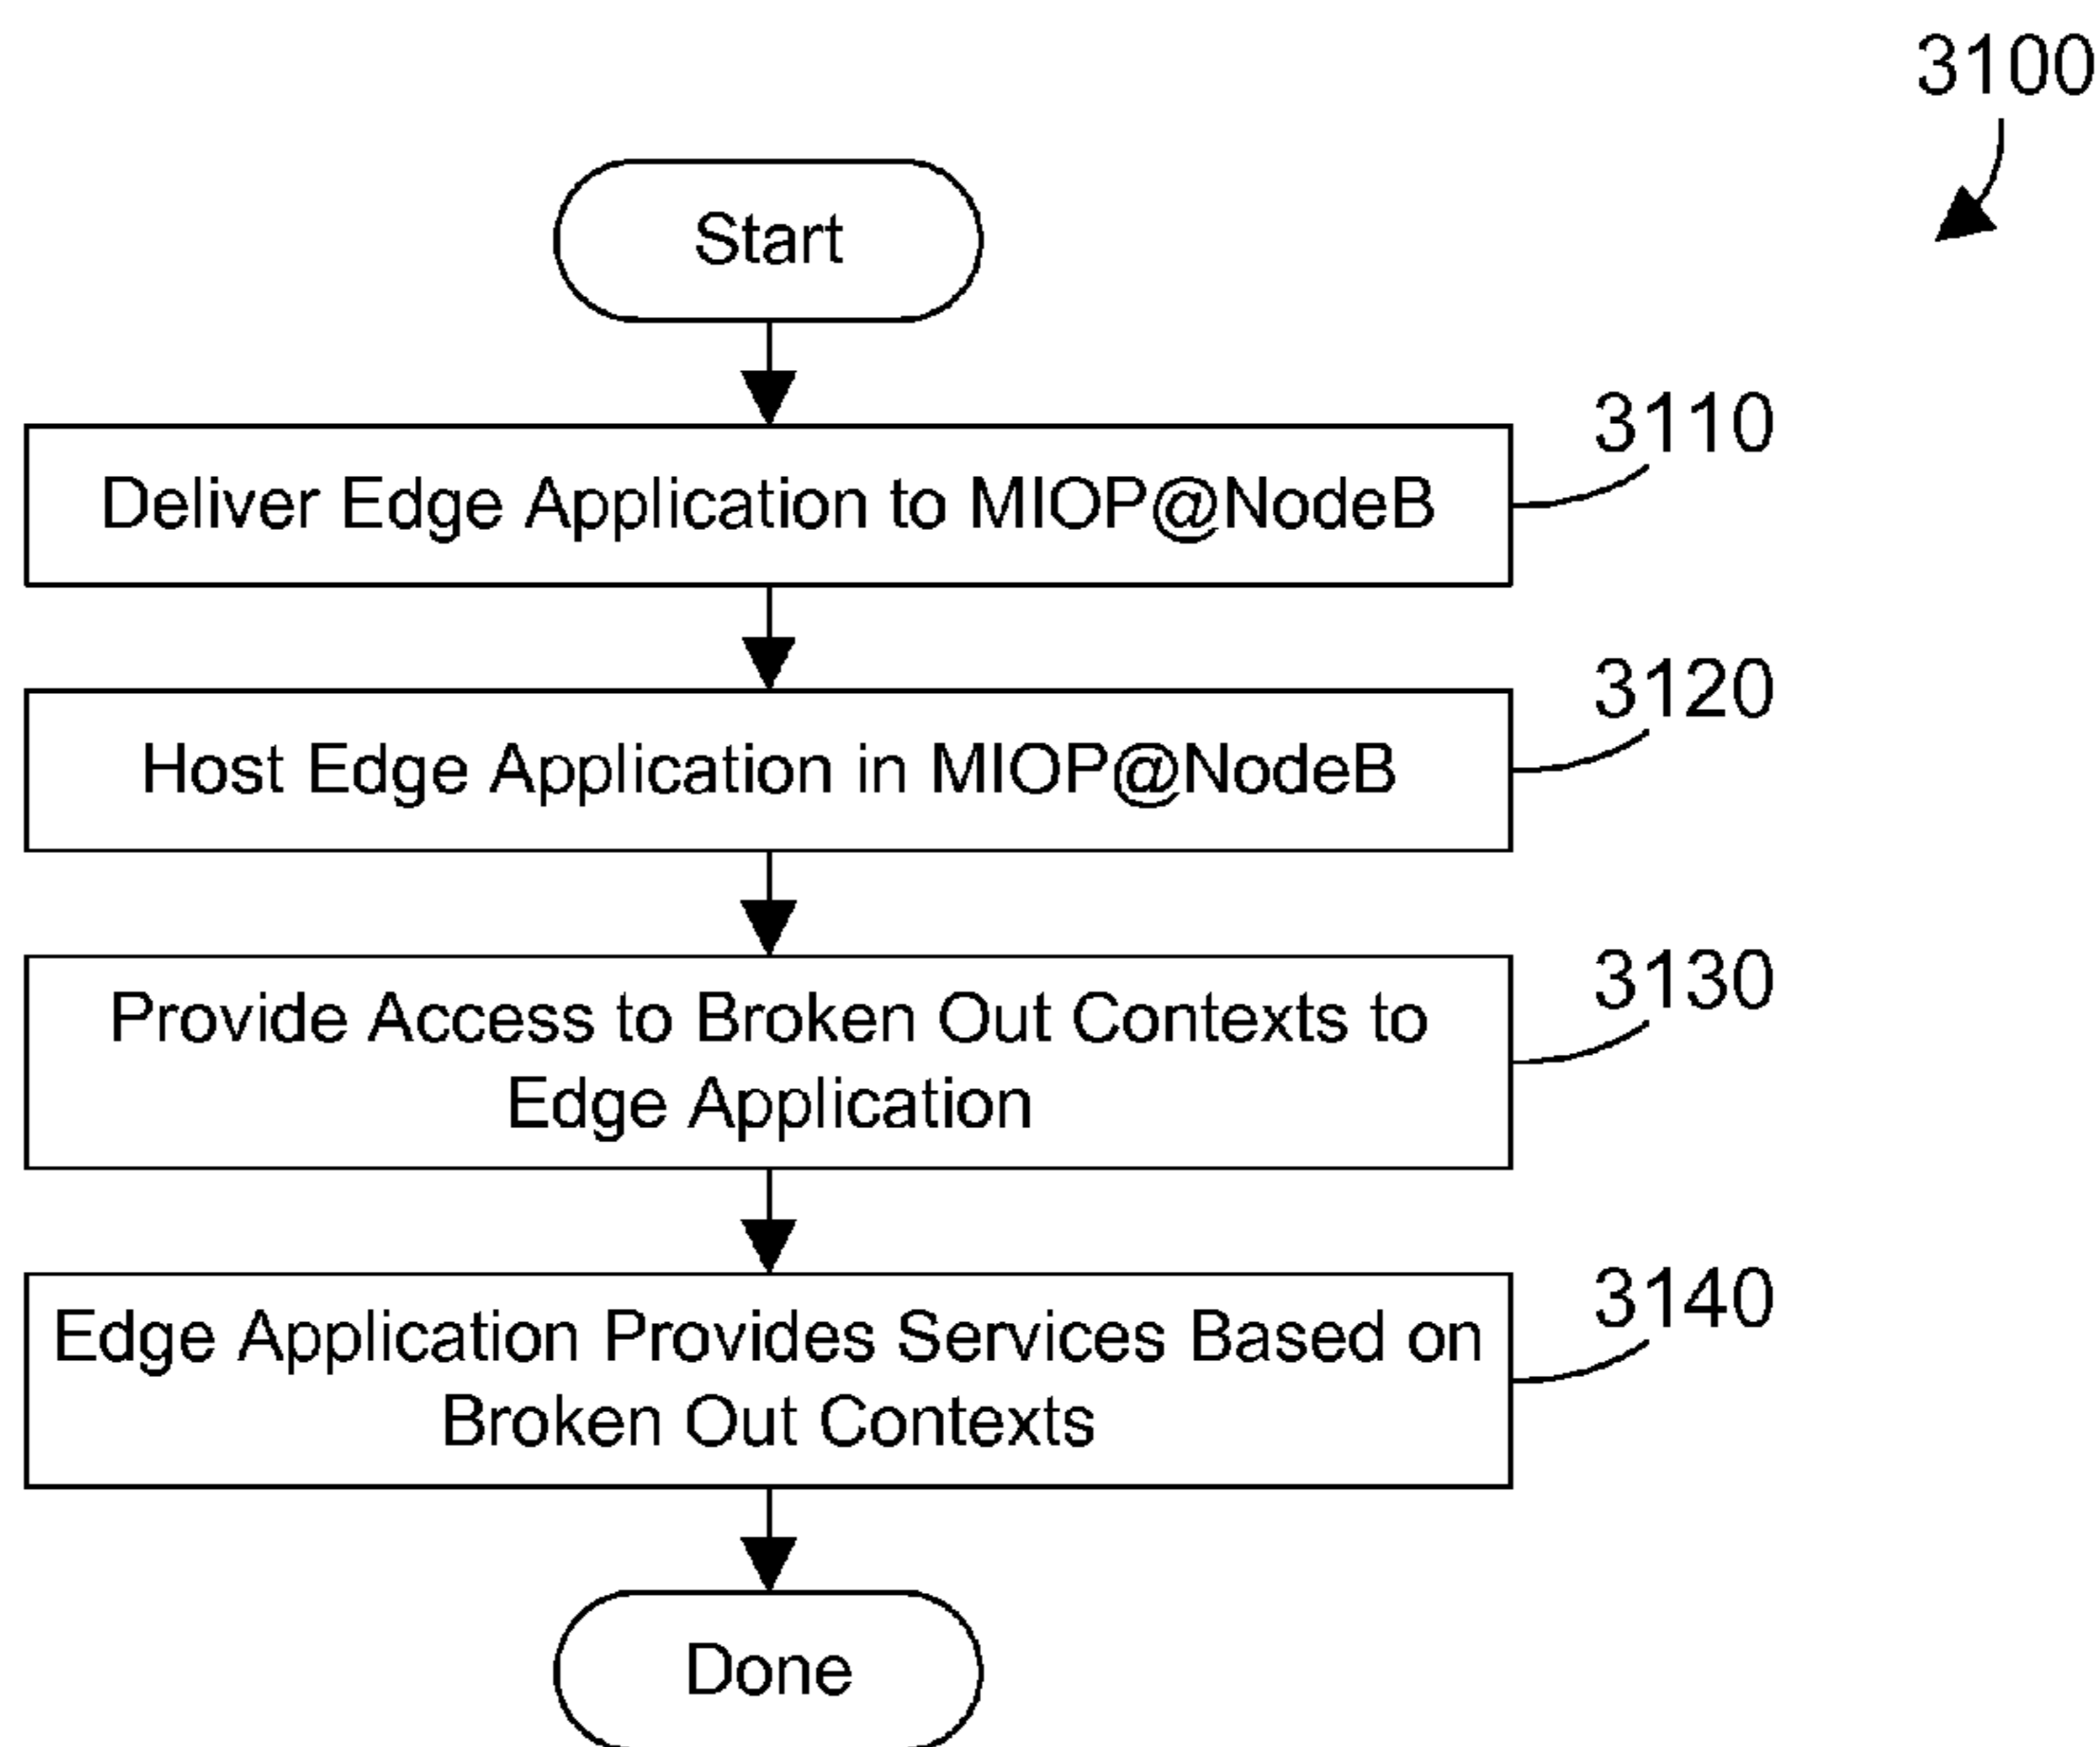 3100
Start
Deliver Edge Application to MIOP@NodeB
3110
Host Edge Application in MIOP@NodeB
3120
Provide Access to Broken Out Contexts to
Edge Application
3130
Edge Application Provides Services Based on
Broken Out Contexts
3140
Done